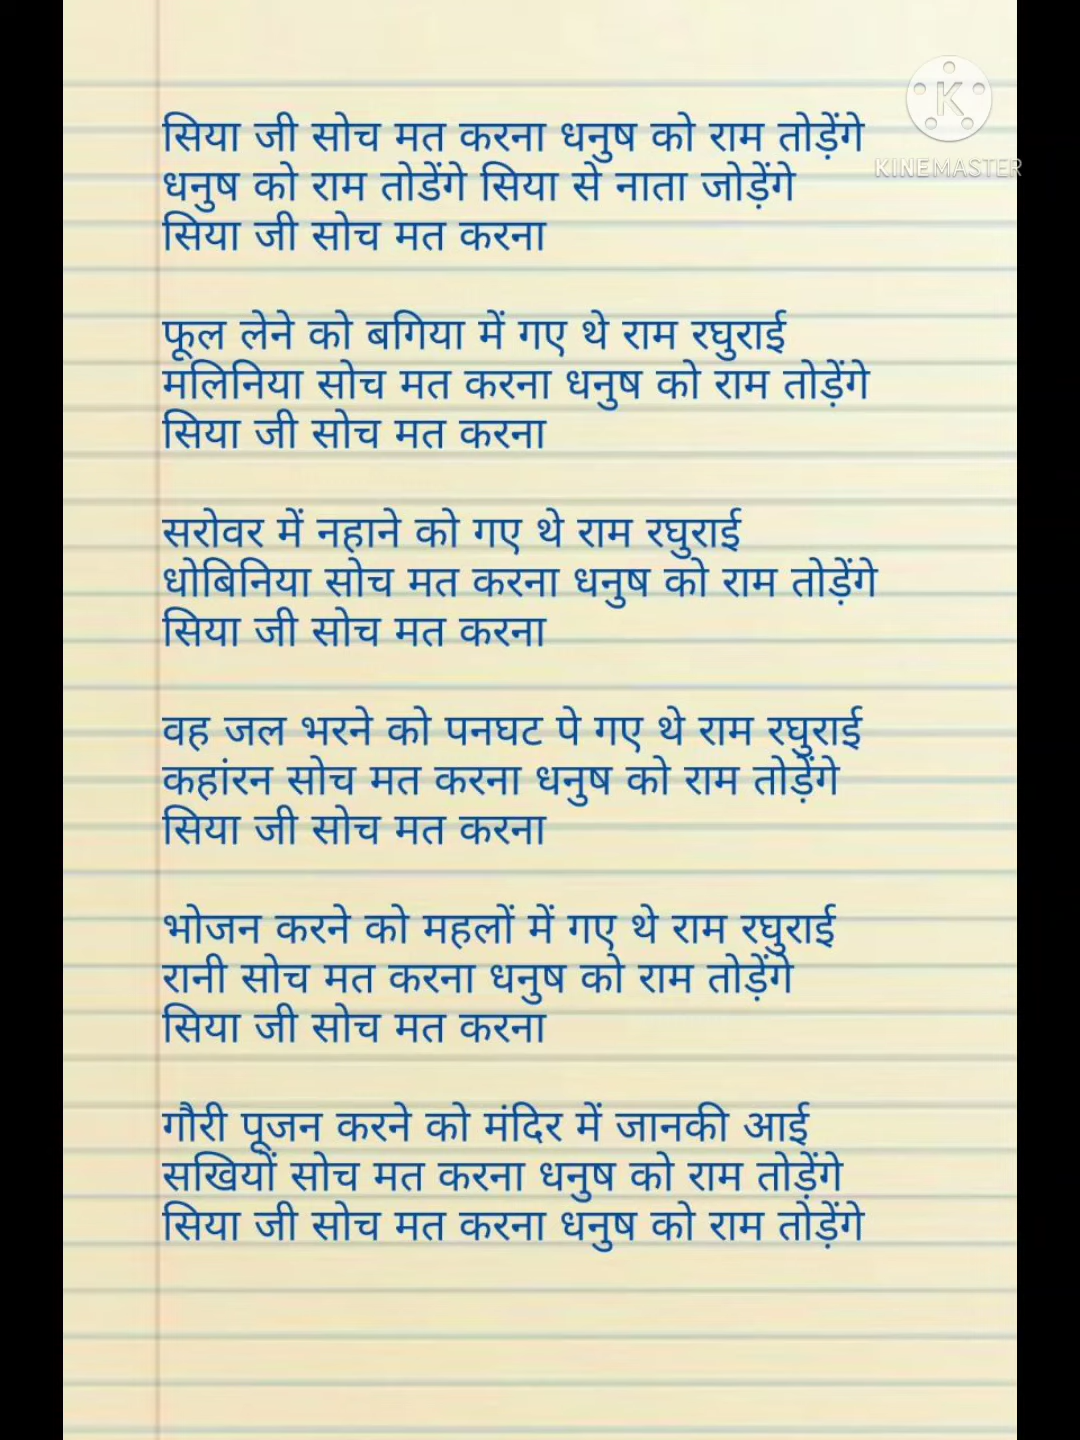 KINEMASTER
सिया जी सोच मत करना धनुष को राम तोड़ेंगे
धनुष को राम तोडेंगे सिया से नाता जोड़ेंगे
सिया जी सोच मत करना
फूल लेने को बगिया में गए थे राम रघुराई
मलिनिया सोच मत करना धनुष को राम तोड़ेंगे
सिया जी सोच मत करना
सरोवर में नहाने को गए थे राम रघुराई
धोबिनिया सोच मत करना धनुष को राम तोड़ेंगे
सिया जी सोच मत करना
वह जल भरने को पनघट पे गए थे राम रघुराई
कहांरन सोच मत करना धनुष को राम तोड़ेंगे
सिया जी सोच मत करना
भोजन करने को महलों में गए थे राम रघुराई
रानी सोच मत करना धनुष को राम तोड़ेंगे
सिया जी सोच मत करना
गौरी पूजन करने को मंदिर में जानकी आई
सखियों सोच मत करना धनुष को राम तोड़ेंगे
सिया जी सोच मत करना धनुष को राम तोड़ेंगे